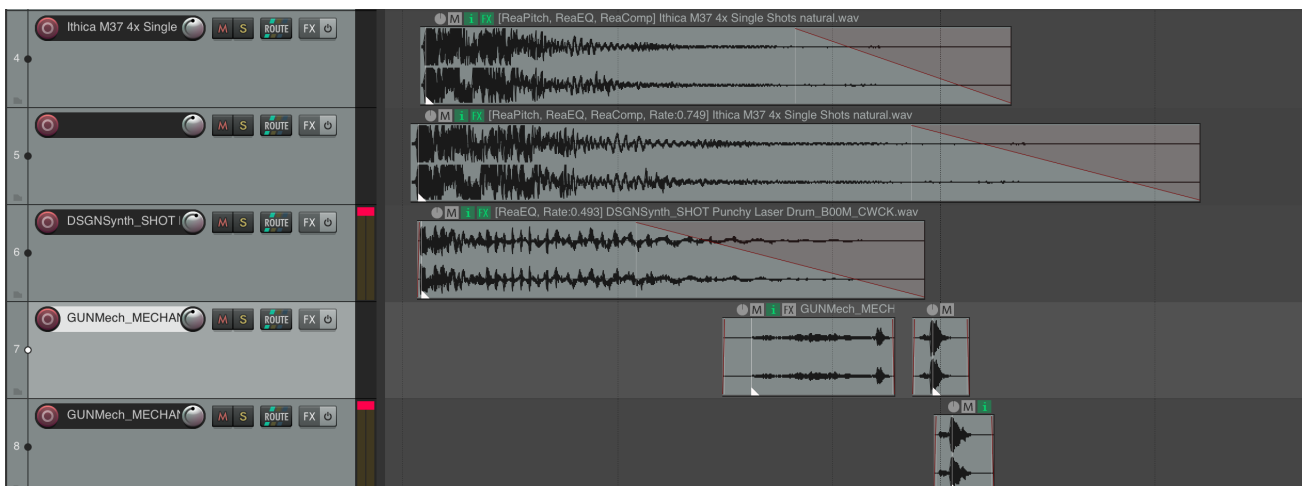 Ithica M37 4x Single
M S ROUTE FX
4
M i FX [ReaPitch, ReaEQ, ReaComp] Ithica M37 4x Single Shots natural.wav
M S ROUTE FX
5
M i FX [ReaPitch, ReaEQ, ReaComp, Rate:0.749] Ithica M37 4x Single Shots natural.wav
DSGNSynth_SHOT
M S ROUTE FX
6
M i FX [ReaEQ, Rate:0.493] DSGNSynth_SHOT Punchy Laser Drum_B00M_CWCK.wav
GUNMech_MECHAN
M S ROUTE FX
7
M i FX GUNMech_MECH
M
GUNMech_MECHAN
M S ROUTE FX
8
M i